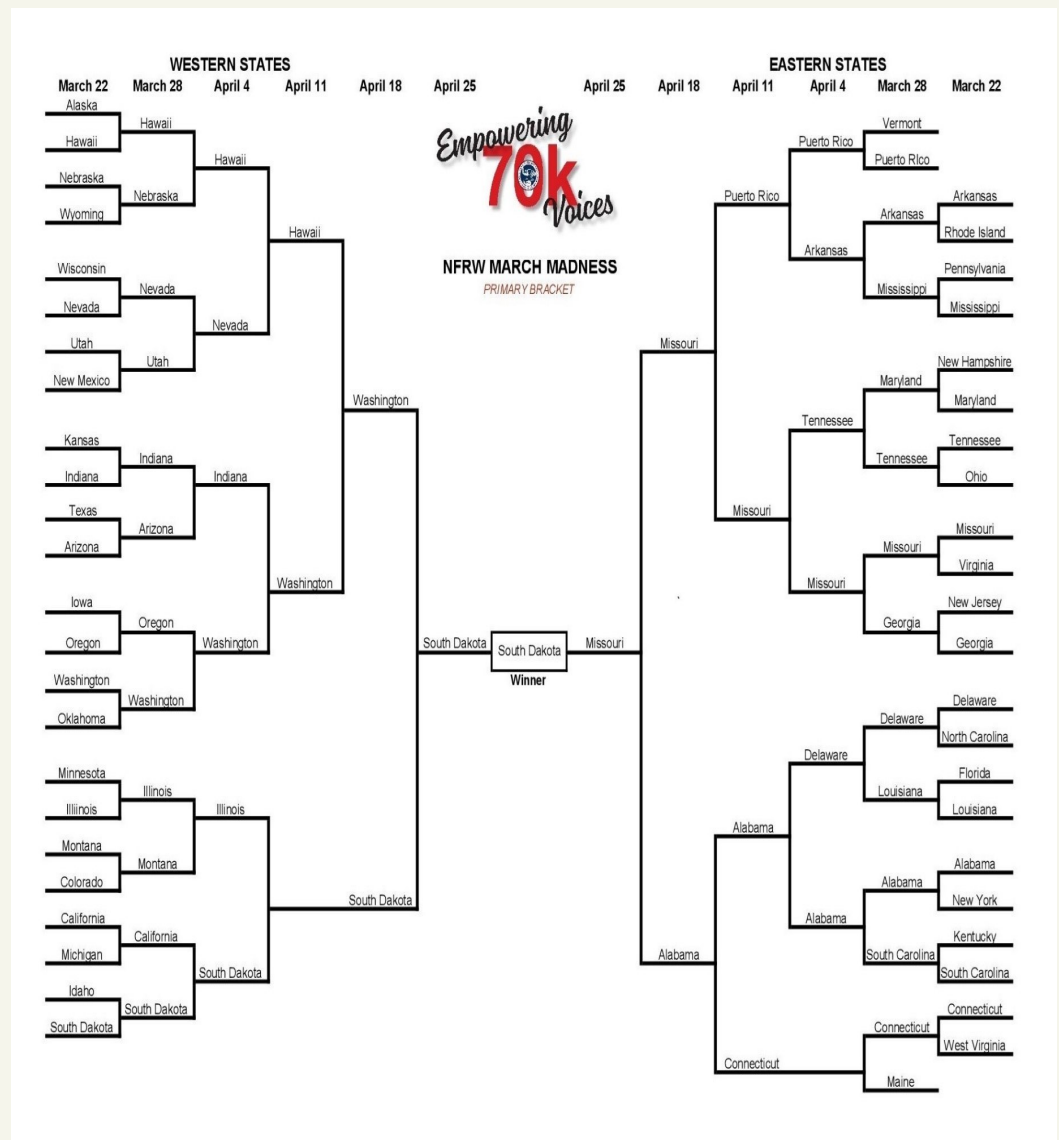 WESTERN STATES
EASTERN STATES
March 22 March 28 April 4 April 11 April 18 April 25
April 25 April 18 April 11 April 4 March 28 March 22
Empowering
70k
Voices
NFRW MARCH MADNESS
PRIMARY BRACKET
Alaska
Hawaii
Nebraska
Wyoming
Wisconsin
Nevada
Utah
New Mexico
Kansas
Indiana
Texas
Arizona
Iowa
Oregon
Washington
Oklahoma
Minnesota
Illiinois
Montana
Colorado
California
Michigan
Idaho
South Dakota
Hawaii
Nebraska
Nevada
Utah
Indiana
Arizona
Oregon
Washington
Illinois
Montana
California
South Dakota
Hawaii
Nevada
Indiana
Washington
Illinois
South Dakota
Hawaii
Washington
Washington
South Dakota
South Dakota
South Dakota
Winner
Missouri
Missouri
Alabama
Puerto Rico
Missouri
Alabama
Connecticut
Puerto Rico
Arkansas
Tennessee
Missouri
Delaware
Alabama
Vermont
Puerto RIco
Arkansas
Mississippi
Maryland
Tennessee
Missouri
Georgia
Delaware
Louisiana
Alabama
South Carolina
Connecticut
Maine
Arkansas
Rhode Island
Pennsylvania
Mississippi
New Hampshire
Maryland
Tennessee
Ohio
Missouri
Virginia
New Jersey
Georgia
Delaware
North Carolina
Florida
Louisiana
Alabama
New York
Kentucky
South Carolina
Connecticut
West Virginia